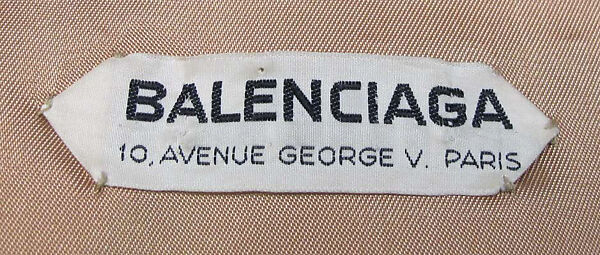 BALENCIAGA
10, AVENUE GEORGE V. PARIS